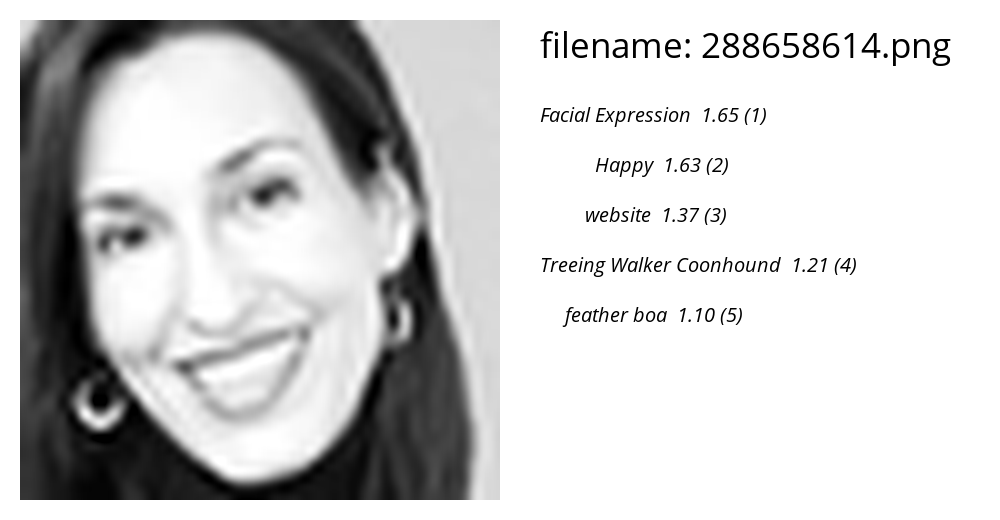 filename: 288658614.png
Facial Expression 1.65 (1)
Happy 1.63 (2)
website 1.37 (3)
Treeing Walker Coonhound 1.21 (4)
feather boa 1.10 (5)